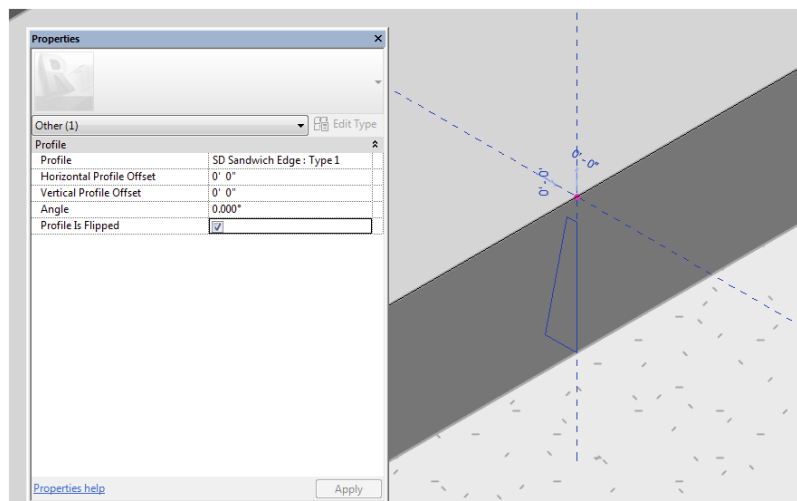 Properties
Other (1)
Edit Type
Profile
Profile SD Sandwich Edge : Type 1
Horizontal Profile Offset 0' 0"
Vertical Profile Offset 0' 0"
Angle 0.000°
Profile Is Flipped
Properties help
Apply
0' - 0"
0' - 0"